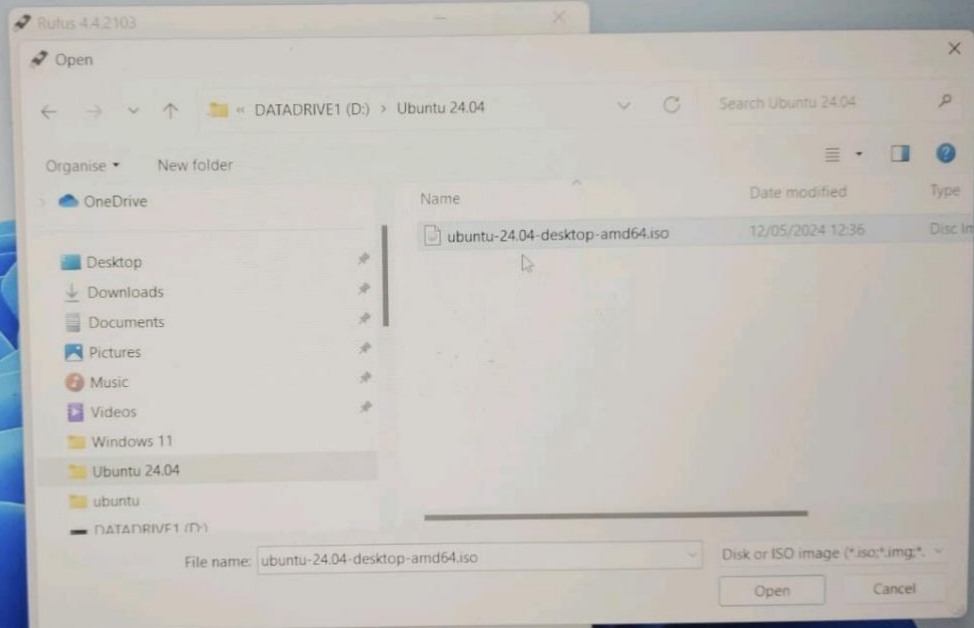 Rufus 4.4.2103
Open
« DATADRIVE1 (D:) › Ubuntu 24.04
Search Ubuntu 24.04
Organise
New folder
Name
Date modified
Type
OneDrive
ubuntu-24.04-desktop-amd64.iso
12/05/2024 12:36
Disc Im
Desktop
Downloads
Documents
Pictures
Music
Videos
Windows 11
Ubuntu 24.04
ubuntu
DATADRIVE1 (D:)
File name: ubuntu-24.04-desktop-amd64.iso
Disk or ISO image (*.iso;*.img;*.
Open
Cancel